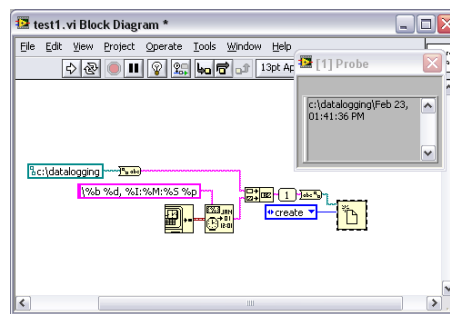 test1.vi Block Diagram *
File Edit View Project Operate Tools Window Help
13pt Ap
[1] Probe
c:\datalogging\Feb 23,
01:41:36 PM
c:\datalogging
\%b %d, %I:%M:%S %p
1
create